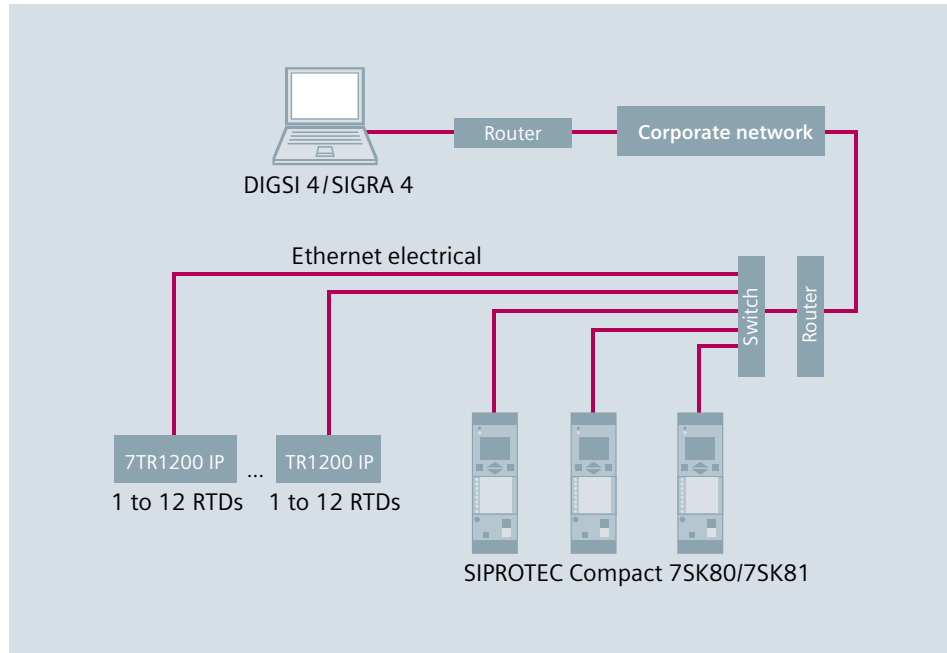 Router
Corporate network
DIGSI 4/SIGRA 4
Ethernet electrical
Switch
Router
7TR1200 IP
...
TR1200 IP
1 to 12 RTDs
1 to 12 RTDs
SIPROTEC Compact 7SK80/7SK81